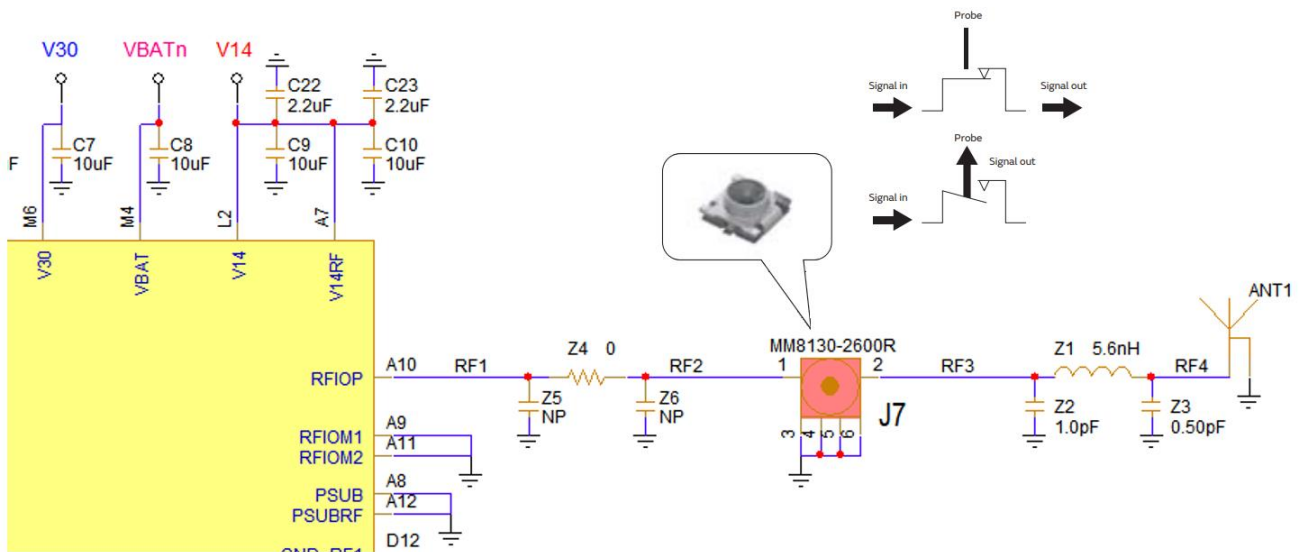 Probe
Signal in
Signal out
Probe
Signal out
Signal in
V30
VBATn
V14
C22
2.2uF
C23
2.2uF
C7
10uF
C8
10uF
C9
10uF
C10
10uF
F
M6
M4
L2
A7
V30
VBAT
V14
V14RF
ANT1
MM8130-2600R
RFIOP
A10
RF1
Z4 0
RF2
1
2
RF3
Z1 5.6nH
RF4
Z5
NP
Z6
NP
J7
3
4
5
6
Z2
1.0pF
Z3
0.50pF
RFIOM1
A9
RFIOM2
A11
PSUB
A8
PSUBRF
A12
D12